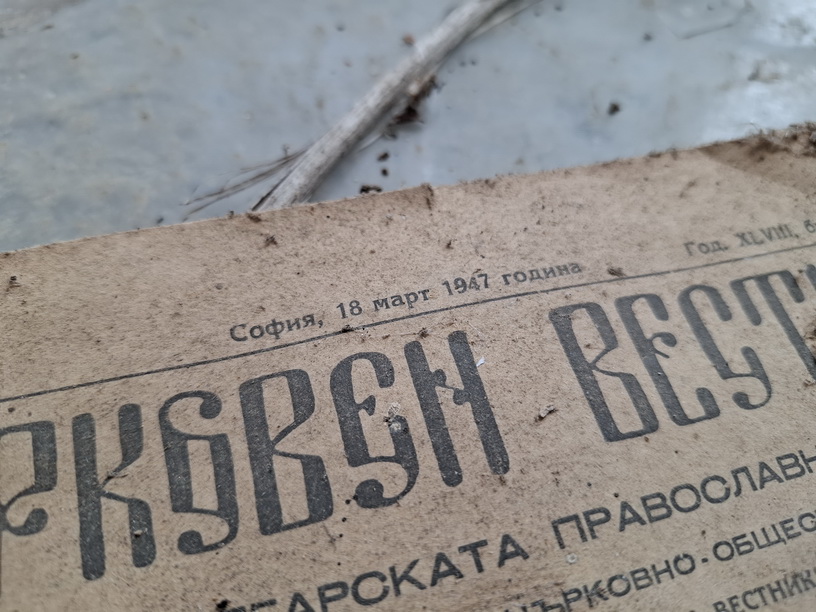 София, 18 март 1947 година
Год. XLVIII, б
РКОВЕН ВЕСТ
ГАРСКАТА ПРАВОСЛАВН
ЦЪРКОВНО-ОБЩЕС
ВЕСТНИК